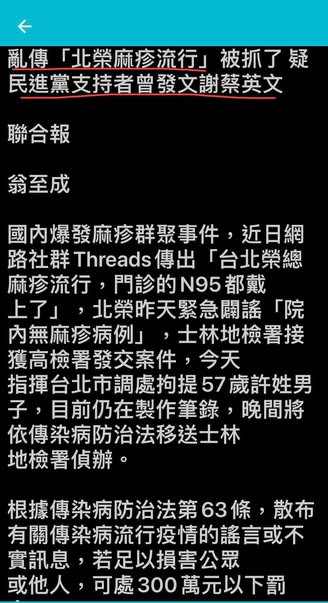 亂傳「北榮麻疹流行」被抓了 疑
民進黨支持者曾發文謝蔡英文
聯合報
翁至成
國內爆發麻疹群聚事件，近日網
路社群Threads傳出「台北榮總
麻疹流行，門診的N95都戴
上了」，北榮昨天緊急闢謠「院
內無麻疹病例」，士林地檢署接
獲高檢署發交案件，今天
指揮台北市調處拘提57歲許姓男
子，目前仍在製作筆錄，晚間將
依傳染病防治法移送士林
地檢署偵辦。
根據傳染病防治法第63條，散布
有關傳染病流行疫情的謠言或不
實訊息，若足以損害公眾
或他人，可處300萬元以下罰